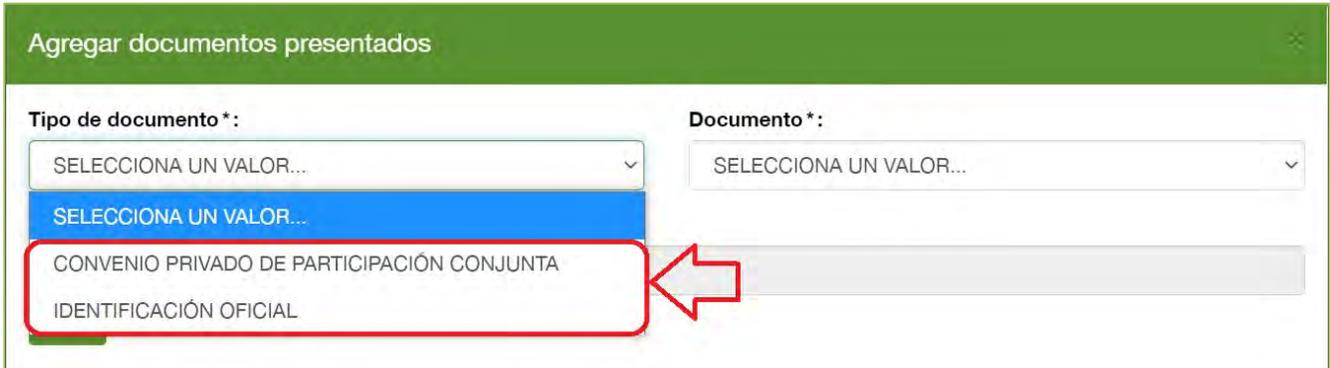 Agregar documentos presentados
Tipo de documento*:
Documento*:
SELECCIONA UN VALOR...
SELECCIONA UN VALOR...
SELECCIONA UN VALOR...
CONVENIO PRIVADO DE PARTICIPACIÓN CONJUNTA
IDENTIFICACIÓN OFICIAL